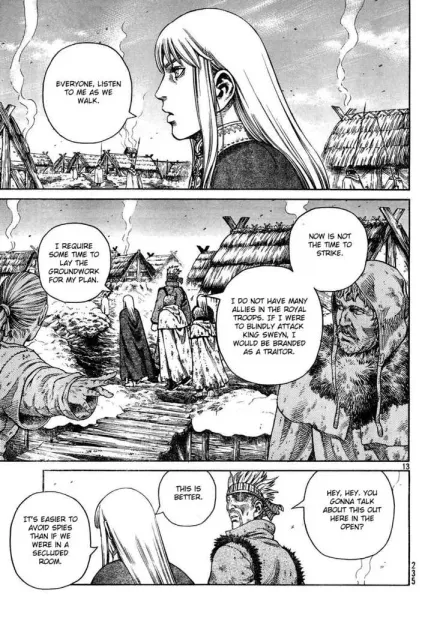 EVERYONE, LISTEN
TO ME AS WE
WALK.
NOW IS
NOT THE TIME TO
STRIKE.
I DO NOT HAVE MANY
ALLIES IN THE ROYAL
TROOPS. IF I WERE
TO BLINDLY ATTACK
KING SWEYN, I
WOULD BE BRANDED
AS A TRAITOR.
I REQUIRE
SOME TIME TO
LAY THE
GROUNDWORK
FOR MY PLAN.
13
HEY, HEY. YOU
GONNA TALK
ABOUT THIS OUT
HERE IN THE
OPEN?
THIS IS
BETTER.
IT'S EASIER TO
AVOID SPIES
THAN IF WE
WERE IN A
SECLUDED
ROOM.
235